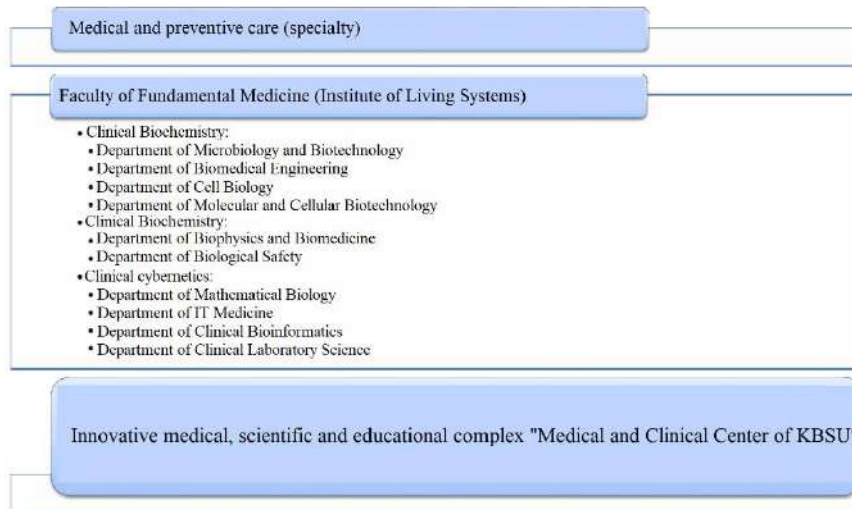 Medical and preventive care (specialty)
Faculty of Fundamental Medicine (Institute of Living Systems)
• Clinical Biochemistry:
• Department of Microbiology and Biotechnology
• Department of Biomedical Engineering
• Department of Cell Biology
• Department of Molecular and Cellular Biotechnology
• Clinical Biochemistry:
• Department of Biophysics and Biomedicine
• Department of Biological Safety
• Clinical cybernetics:
• Department of Mathematical Biology
• Department of IT Medicine
• Department of Clinical Bioinformatics
• Department of Clinical Laboratory Science
Innovative medical, scientific and educational complex "Medical and Clinical Center of KBSU"